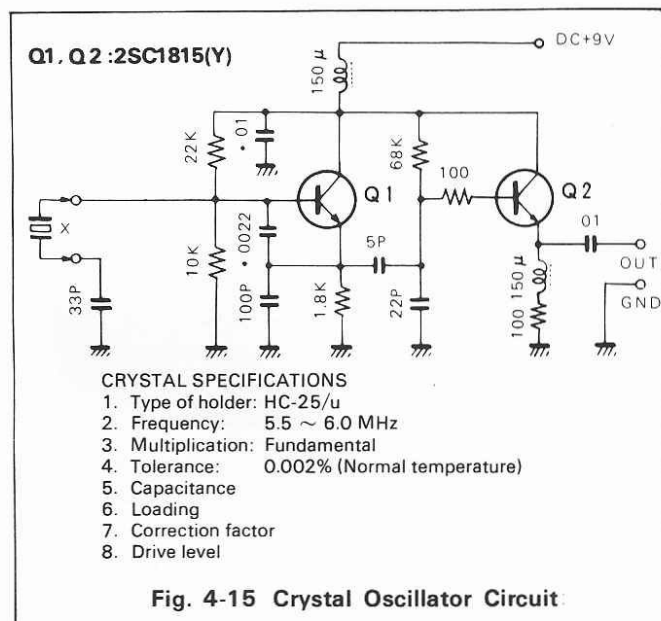 Q1, Q2 :2SC1815(Y)
DC+9V
150 μ
22K
.01
68K
100
Q1
Q2
X
5P
01
OUT
10K
100P
.0022
1.8K
22P
100
150 μ
GND
33P
CRYSTAL SPECIFICATIONS
1. Type of holder: HC-25/u
2. Frequency: 5.5 ~ 6.0 MHz
3. Multiplication: Fundamental
4. Tolerance: 0.002% (Normal temperature)
5. Capacitance
6. Loading
7. Correction factor
8. Drive level
Fig. 4-15 Crystal Oscillator Circuit